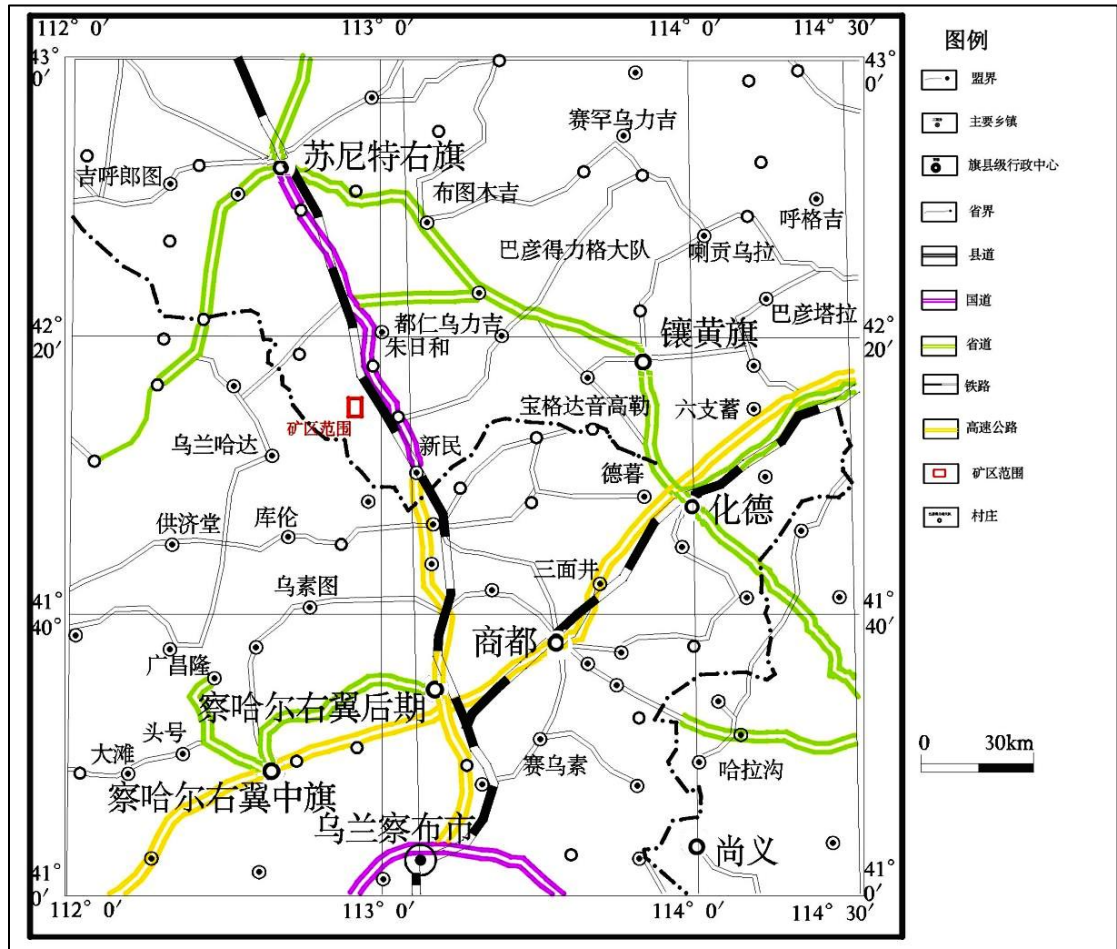 112° 0′
113° 0′
114° 0′
114° 30′
43°
0′
43°
0′
苏尼特右旗
赛罕乌力吉
吉呼郎图
布图木吉
呼格吉
巴彦得力格大队
喇贡乌拉
巴彦塔拉
42°
20′
42°
20′
都仁乌力吉
朱日和
镶黄旗
宝格达音高勒
六支蓄
矿区范围
乌兰哈达
新民
德暮
化德
供济堂
库伦
三面井
乌素图
41°
40′
41°
40′
商都
广昌隆
察哈尔右翼后期
头号
大滩
赛乌素
哈拉沟
察哈尔右翼中旗
乌兰察布市
尚义
41°
0′
41°
0′
112° 0′
113° 0′
114° 0′
114° 30′
图例
盟界
主要乡镇
旗县级行政中心
省界
县道
国道
省道
铁路
高速公路
矿区范围
村庄
0 30km